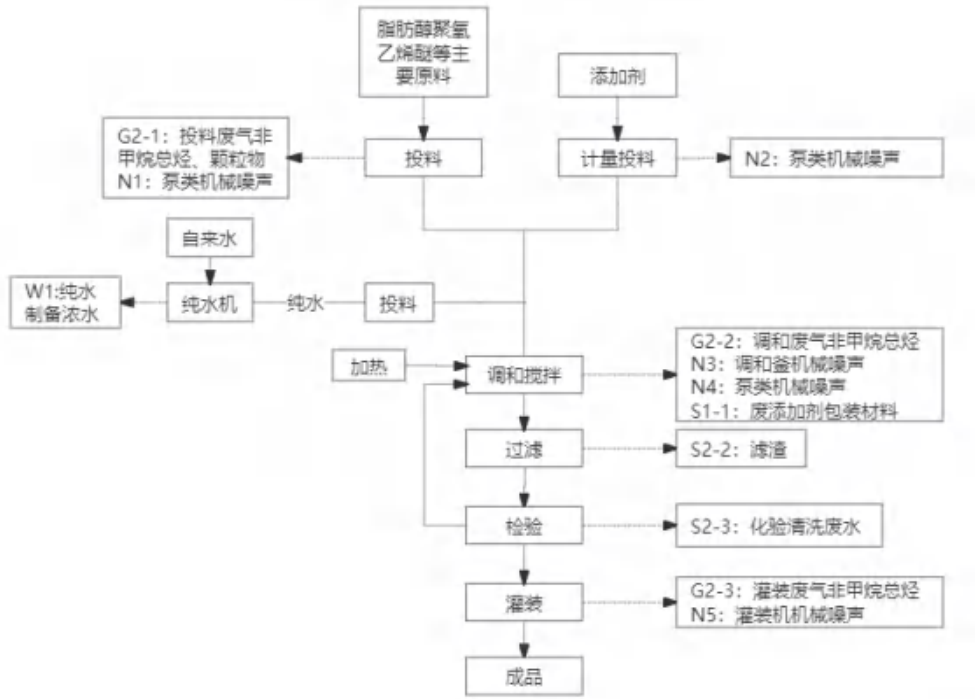 脂肪醇聚氧
乙烯醚等主
要原料
添加剂
G2-1：投料废气非
甲烷总烃、颗粒物
N1：泵类机械噪声
投料
计量投料
N2：泵类机械噪声
自来水
W1:纯水
制备浓水
纯水机
纯水
投料
加热
调和搅拌
G2-2：调和废气非甲烷总烃
N3：调和釜机械噪声
N4：泵类机械噪声
S1-1：废添加剂包装材料
过滤
S2-2：滤渣
检验
S2-3：化验清洗废水
灌装
G2-3：灌装废气非甲烷总烃
N5：灌装机机械噪声
成品